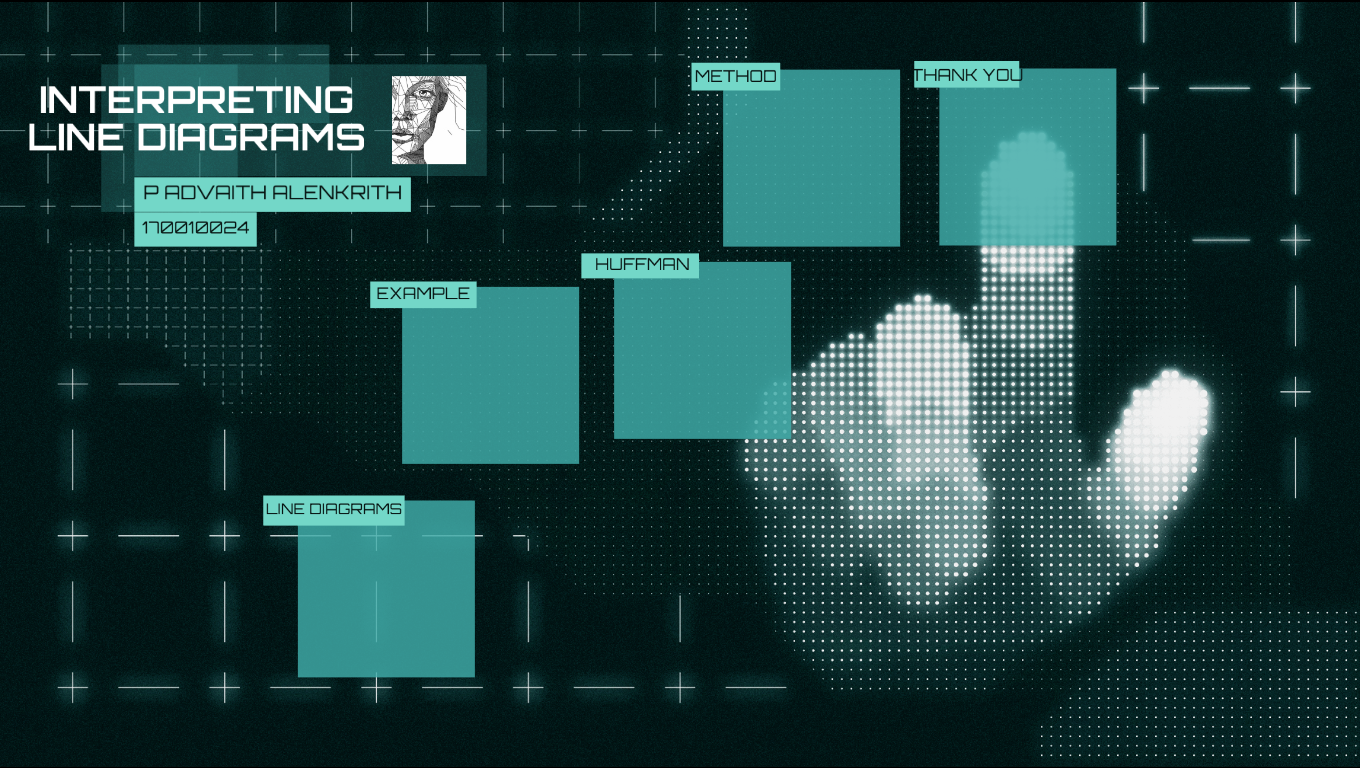 INTERPRETING
LINE DIAGRAMS
P ADVAITH ALENKRITH
170010024
METHOD
THANK YOU
HUFFMAN
EXAMPLE
LINE DIAGRAMS